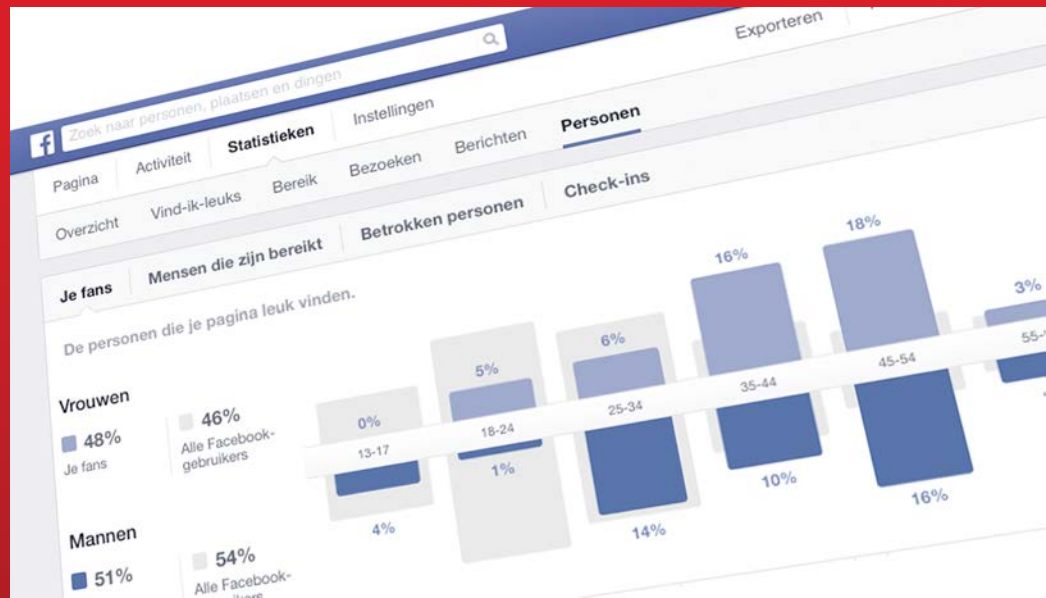 Exporteren
f Zoek naar personen, plaatsen en dingen
Pagina Activiteit Statistieken Instellingen
Overzicht Vind-ik-leuks Bereik Bezoeken Berichten Personen
Je fans Mensen die zijn bereikt Betrokken personen Check-ins
De personen die je pagina leuk vinden.
0% 5% 6% 16% 18% 3%
13-17 18-24 25-34 35-44 45-54
4% 1% 14% 10% 16%
Vrouwen
48% 46%
Je fans Alle Facebook-
gebruikers
Mannen
51% 54%
Alle Facebook-